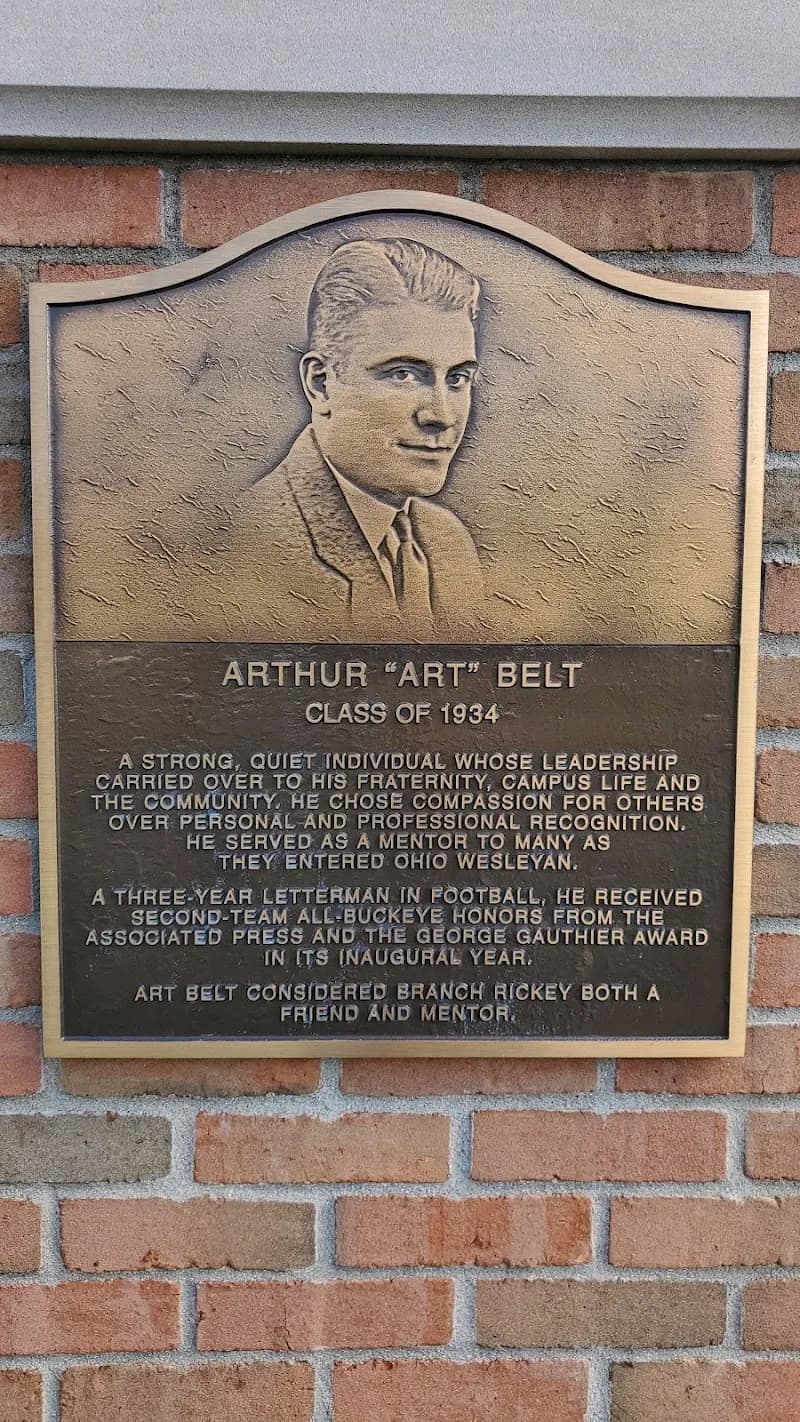 ARTHUR "ART" BELT
CLASS OF 1934
A STRONG, QUIET INDIVIDUAL WHOSE LEADERSHIP
CARRIED OVER TO HIS FRATERNITY, CAMPUS LIFE AND
THE COMMUNITY. HE CHOSE COMPASSION FOR OTHERS
OVER PERSONAL AND PROFESSIONAL RECOGNITION.
HE SERVED AS A MENTOR TO MANY AS
THEY ENTERED OHIO WESLEYAN.
A THREE-YEAR LETTERMAN IN FOOTBALL, HE RECEIVED
SECOND-TEAM ALL-BUCKEYE HONORS FROM THE
ASSOCIATED PRESS AND THE GEORGE GAUTHIER AWARD
IN ITS INAUGURAL YEAR.
ART BELT CONSIDERED BRANCH RICKEY BOTH A
FRIEND AND MENTOR.